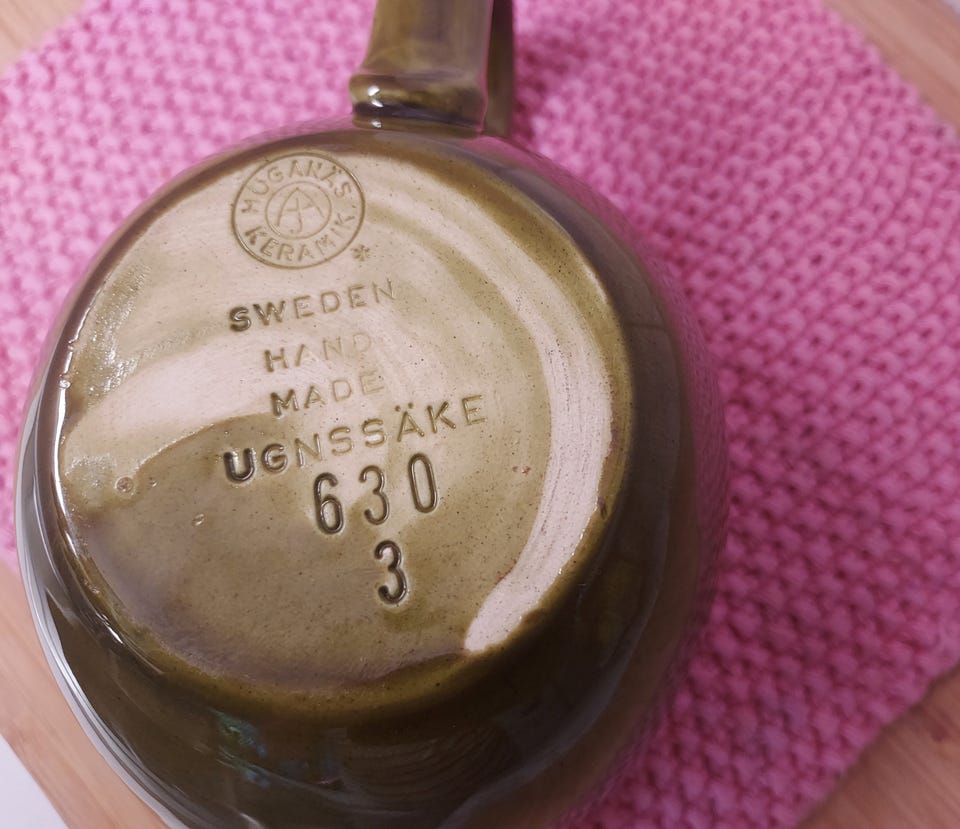 HÖGANÄS
KERAMIK
SWEDEN
HAND
MADE
UGNSSÄKE
630
3